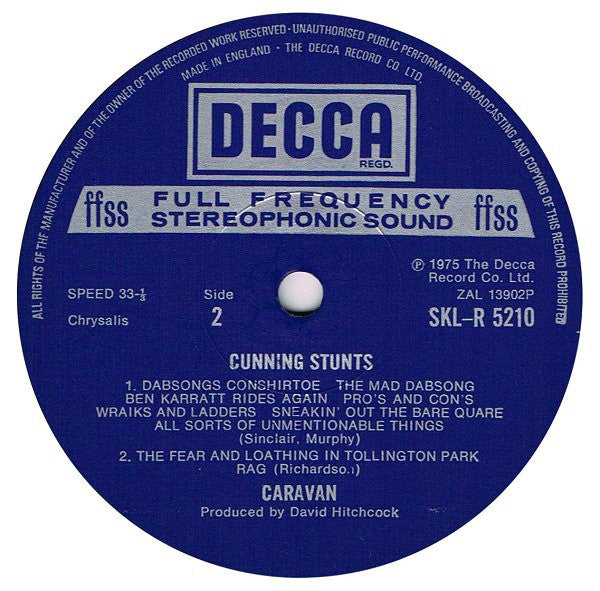 ALL RIGHTS OF THE MANUFACTURER AND OF THE OWNER OF THE RECORDED WORK RESERVED - UNAUTHORISED PUBLIC PERFORMANCE BROADCASTING AND COPYING OF THIS RECORD PROHIBITED
MADE IN ENGLAND - THE DECCA RECORD CO. LTD.
DECCA
REGD.
ffss FULL FREQUENCY ffss
STEREOPHONIC SOUND
℗ 1975 The Decca
Record Co. Ltd.
SPEED 33-⅓ Side ZAL 13902P
Chrysalis 2 SKL-R 5210
CUNNING STUNTS
1. DABSONGS CONSHIRTOE THE MAD DABSONG
BEN KARRATT RIDES AGAIN PRO'S AND CON'S
WRAIKS AND LADDERS SNEAKIN' OUT THE BARE QUARE
ALL SORTS OF UNMENTIONABLE THINGS
(Sinclair, Murphy)
2. THE FEAR AND LOATHING IN TOLLINGTON PARK
RAG (Richardson)
CARAVAN
Produced by David Hitchcock